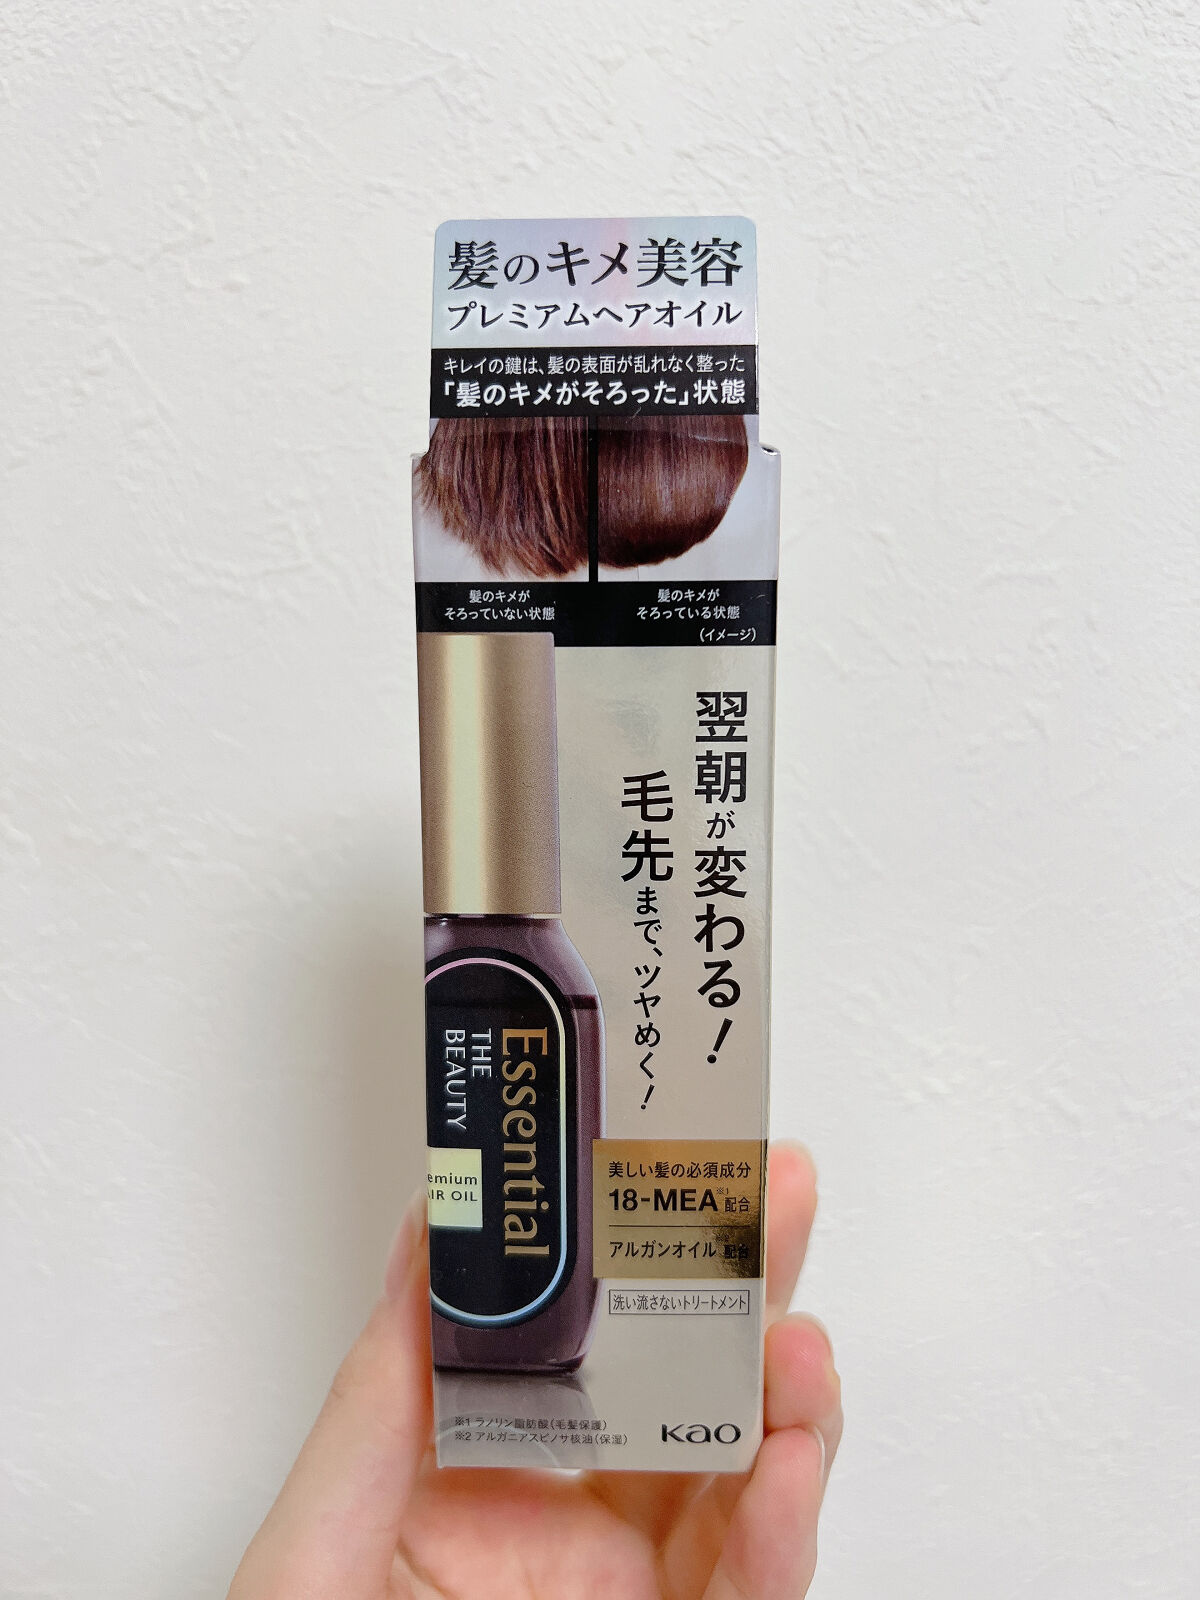 髪のキメ美容
プレミアムヘアオイル
キレイの鍵は、髪の表面が乱れなく整った
「髪のキメがそろった」状態
髪のキメが
そろっていない状態
髪のキメが
そろっている状態
(イメージ)
翌朝が変わる!
毛先まで、ツヤめく!
Essential
THE
BEAUTY
emium
AIR OIL
美しい髪の必須成分
18-MEA※1配合
アルガンオイル※2配合
洗い流さないトリートメント
※1 ラノリン脂肪酸(毛髪保護)
※2 アルガニアスピノサ核油(保湿)
Kao